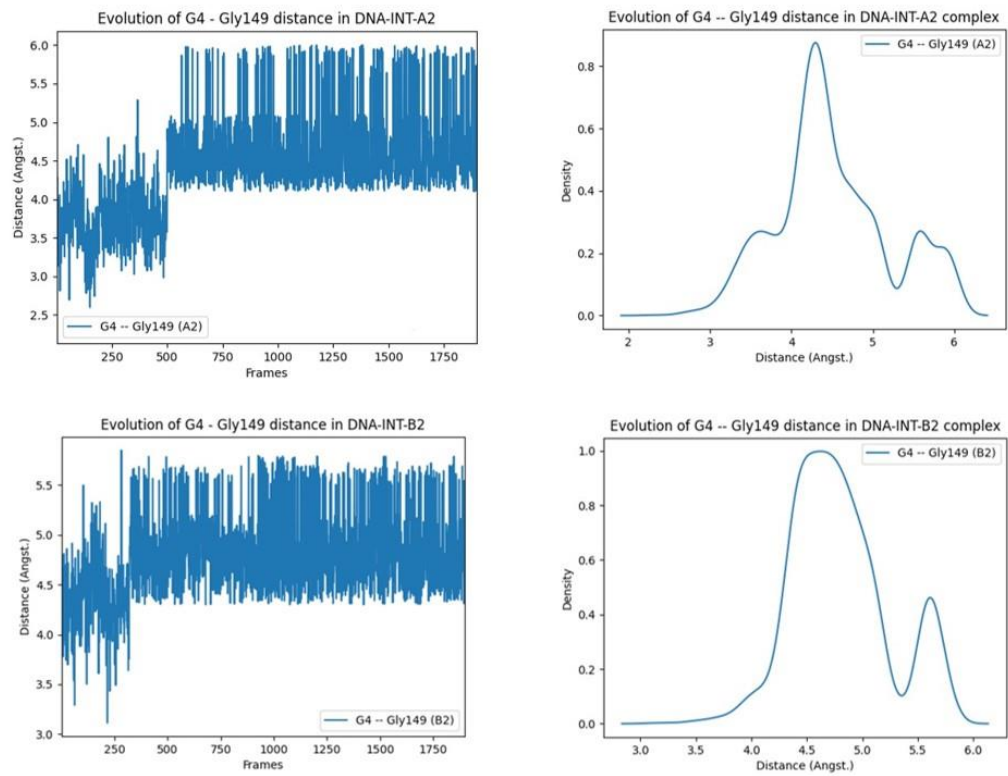 Evolution of G4 - Gly149 distance in DNA-INT-A2
6.0
5.5
5.0
4.5
4.0
3.5
3.0
2.5
Distance (Angst.)
G4 -- Gly149 (A2)
250 500 750 1000 1250 1500 1750
Frames
Evolution of G4 -- Gly149 distance in DNA-INT-A2 complex
G4 -- Gly149 (A2)
0.8
0.6
0.4
0.2
0.0
Density
2 3 4 5 6
Distance (Angst.)
Evolution of G4 - Gly149 distance in DNA-INT-B2
5.5
5.0
4.5
4.0
3.5
3.0
Distance (Angst.)
G4 -- Gly149 (B2)
250 500 750 1000 1250 1500 1750
Frames
Evolution of G4 -- Gly149 distance in DNA-INT-B2 complex
G4 -- Gly149 (B2)
1.0
0.8
0.6
0.4
0.2
0.0
Density
3.0 3.5 4.0 4.5 5.0 5.5 6.0
Distance (Angst.)